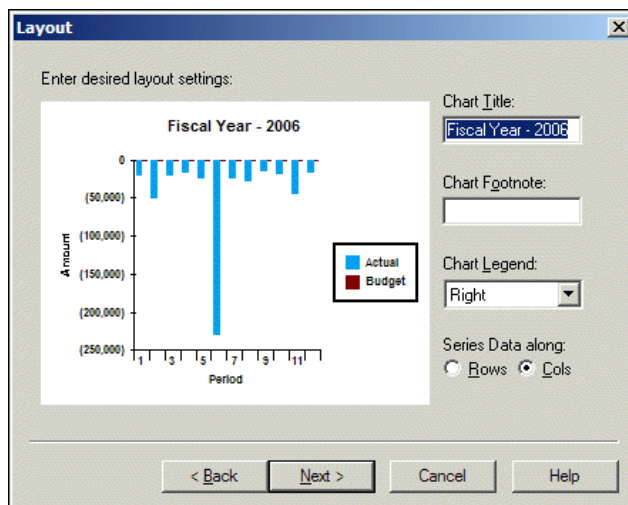 Layout
Enter desired layout settings:
Fiscal Year - 2006
0
(50,000)
(100,000)
(150,000)
(200,000)
(250,000)
Amount
1 3 5 7 9 11
Period
Actual
Budget
Chart Title:
Fiscal Year - 2006
Chart Footnote:
Chart Legend:
Right
Series Data along:
Rows Cols
< Back Next > Cancel Help